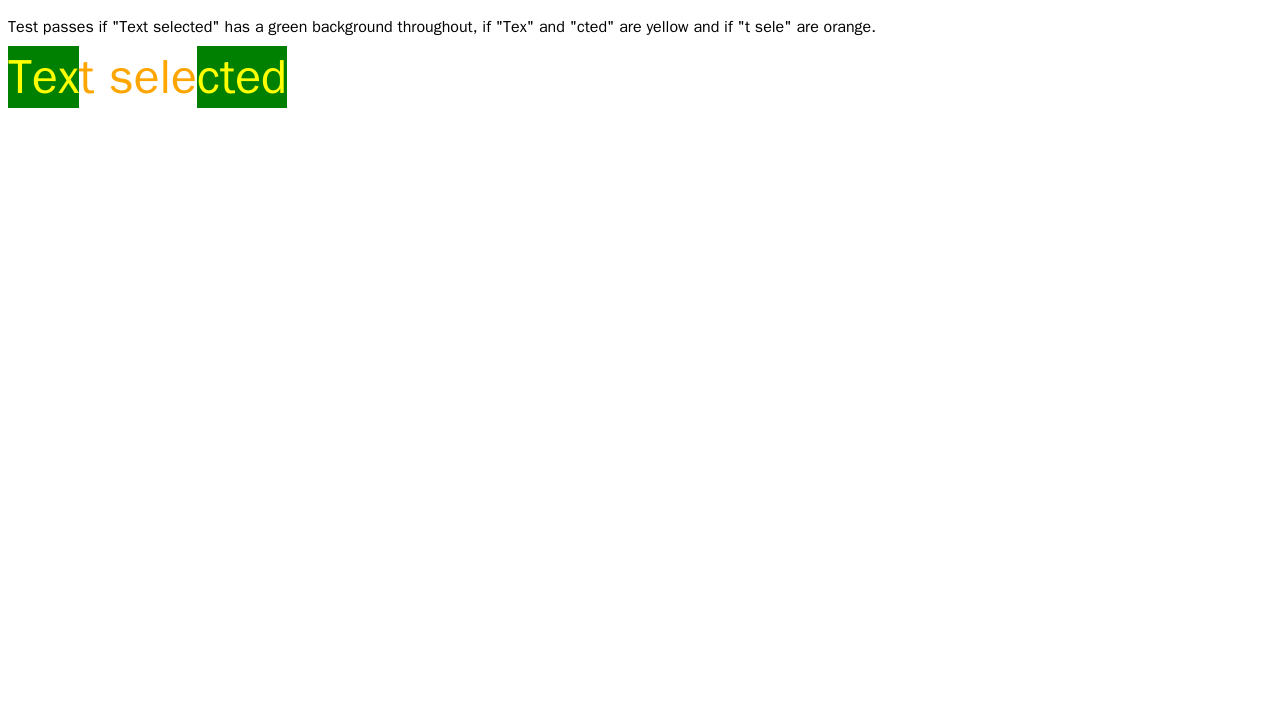 Test passes if "Text selected" has a green background throughout, if "Tex" and "cted" are yellow and if "t sele" are orange.
Text selected